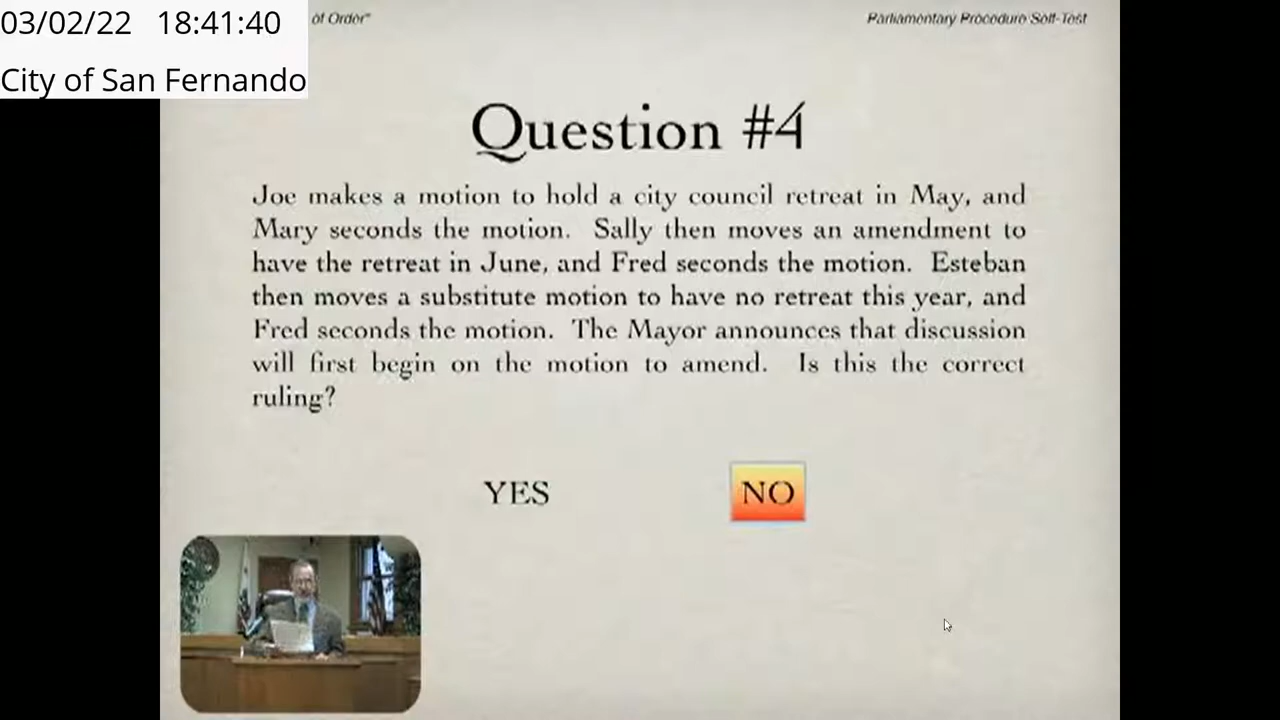 03/02/22 18:41:40
City of San Fernando
of Order"
Parliamentary Procedure Self-Test
Question #4
Joe makes a motion to hold a city council retreat in May, and
Mary seconds the motion. Sally then moves an amendment to
have the retreat in June, and Fred seconds the motion. Esteban
then moves a substitute motion to have no retreat this year, and
Fred seconds the motion. The Mayor announces that discussion
will first begin on the motion to amend. Is this the correct
ruling?
YES NO